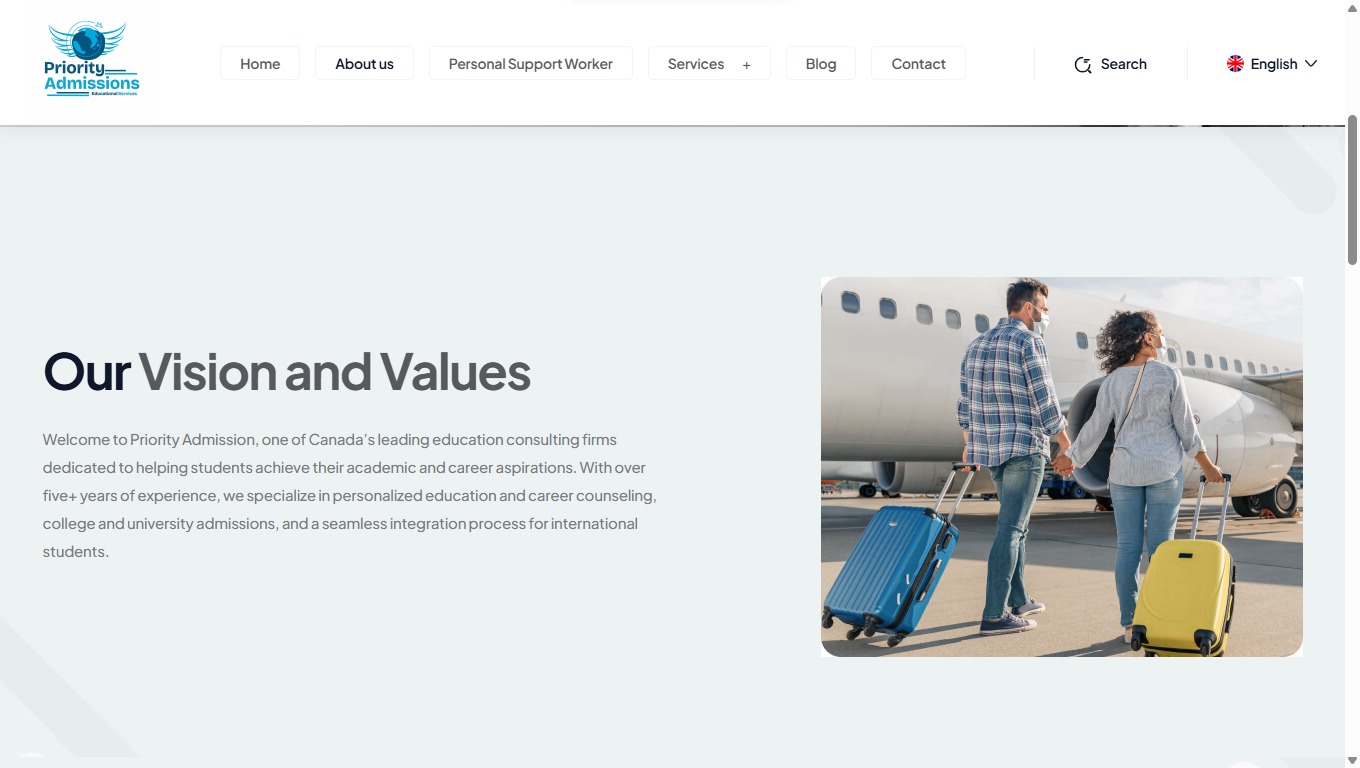 Priority
Admissions
Educational Services
Home
About us
Personal Support Worker
Services +
Blog
Contact
Search
English
Our Vision and Values
Welcome to Priority Admission, one of Canada's leading education consulting firms
dedicated to helping students achieve their academic and career aspirations. With over
five+ years of experience, we specialize in personalized education and career counseling,
college and university admissions, and a seamless integration process for international
students.